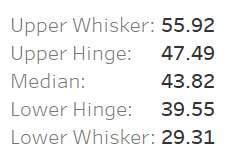 Upper Whisker: 55.92
Upper Hinge: 47.49
Median: 43.82
Lower Hinge: 39.55
Lower Whisker: 29.31